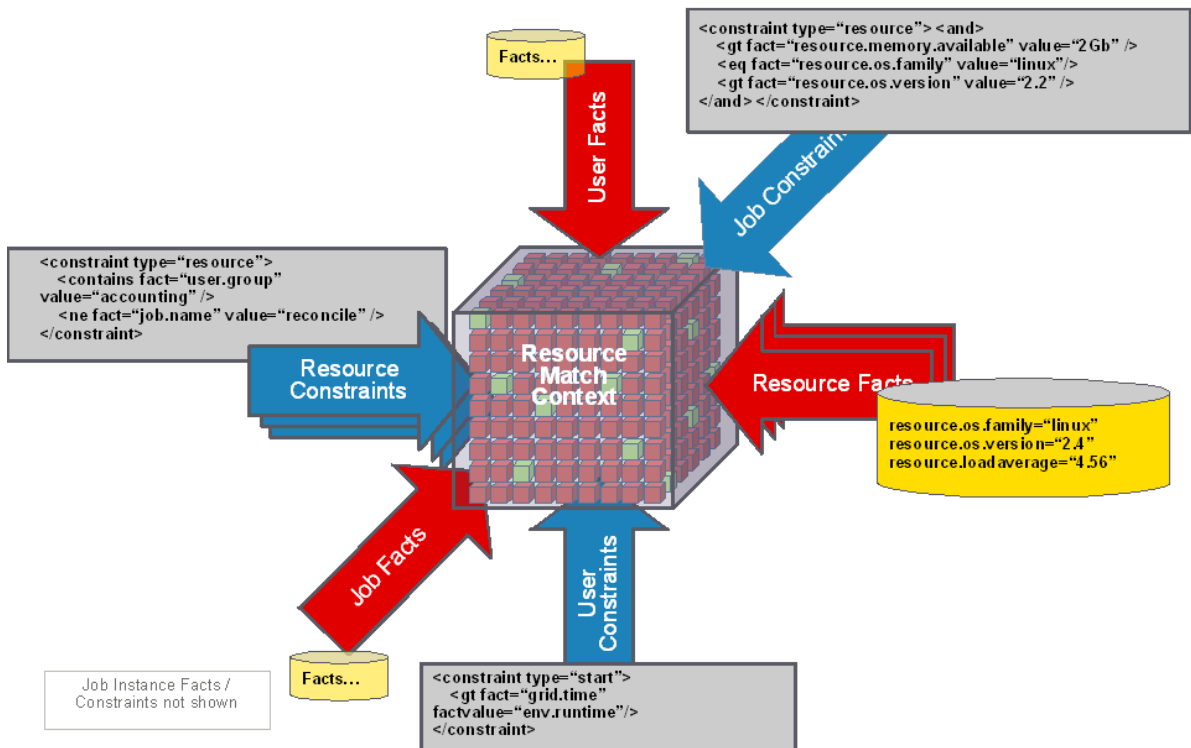 Facts…
User Facts
<constraint type=“resource”> <and>
<gt fact=“resource.memory.available” value=“2Gb” />
<eq fact=“resource.os.family” value=“linux”/>
<gt fact=“resource.os.version” value=“2.2” />
</and> </constraint>
Job Constraint
<constraint type=“resource”>
<contains fact=“user.group”
value=“accounting” />
<ne fact=“job.name” value=“reconcile” />
</constraint>
Resource
Constraints
Resource
Match
Context
Resource Facts
resource.os.family=“linux”
resource.os.version=“2.4”
resource.loadaverage=“4.56”
Job Facts
Facts…
User
Constraints
<constraint type=“start”>
<gt fact=“grid.time”
factvalue=“env.runtime”/>
</constraint>
Job Instance Facts /
Constraints not shown